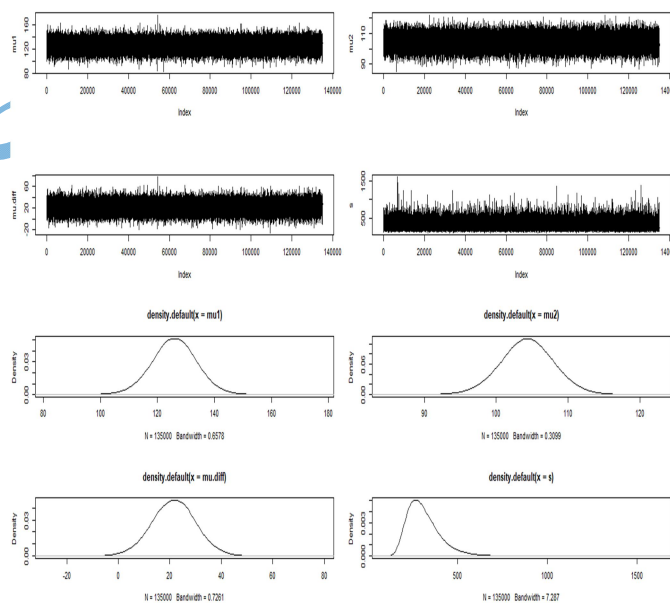 mu1
80 120 160
0 20000 40000 60000 80000 100000 120000 140000
Index
mu2
90 110
0 20000 40000 60000 80000 100000 120000 14000
Index
mu.diff
-20 20 60
0 20000 40000 60000 80000 100000 120000 140000
Index
s
500 1500
0 20000 40000 60000 80000 100000 120000 14000
Index
density.default(x = mu1)
Density
0.00 0.03
80 100 120 140 160 180
N = 135000 Bandwidth = 0.6578
density.default(x = mu2)
Density
0.00 0.06
90 100 110 120
N = 135000 Bandwidth = 0.3099
density.default(x = mu.diff)
Density
0.00 0.03
-20 0 20 40 60 80
N = 135000 Bandwidth = 0.7261
density.default(x = s)
Density
0.000 0.003
500 1000 1500
N = 135000 Bandwidth = 7.287